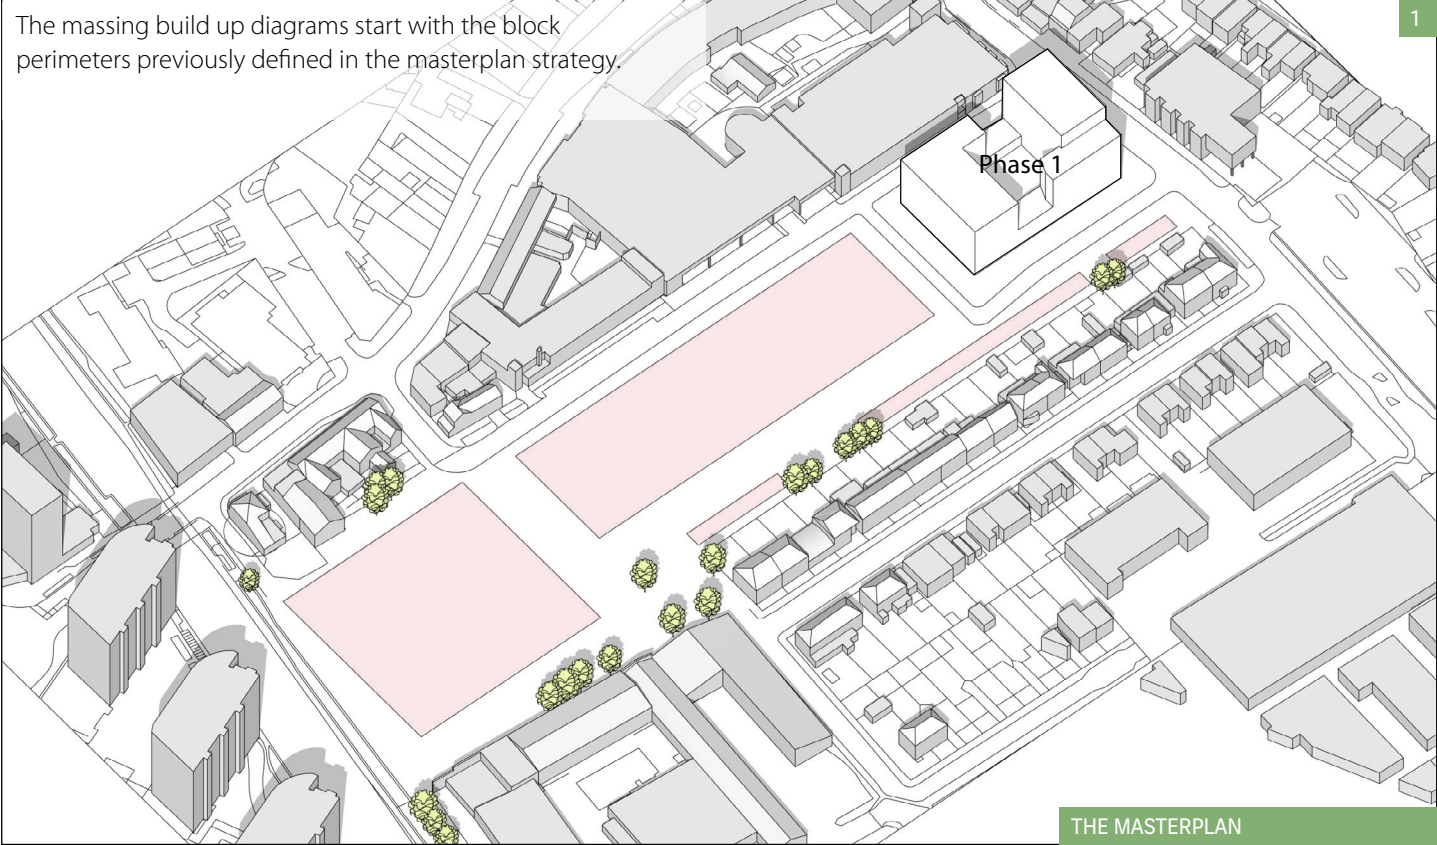 The massing build up diagrams start with the block
perimeters previously defined in the masterplan strategy.
1
Phase 1
THE MASTERPLAN